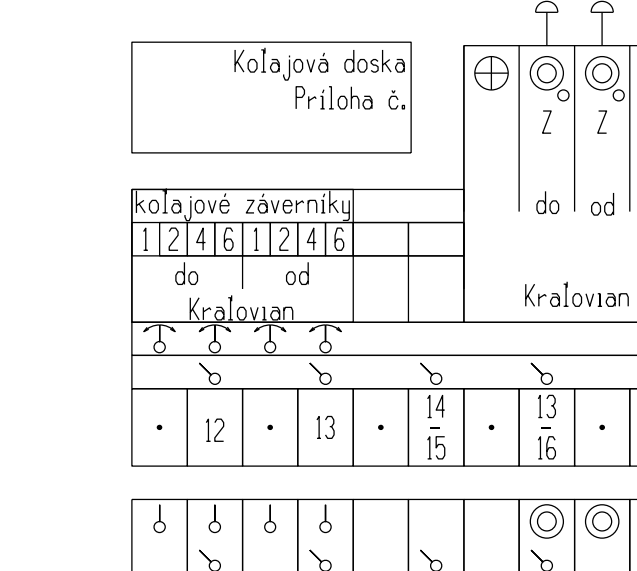 Koľajová doska
Príloha č.
Z Z
koľajové záverníky
do od
1 2 4 6 1 2 4 6
do od
Kraľovian
Kraľovian
· 12 · 13 · 14/15 · 13/16 ·